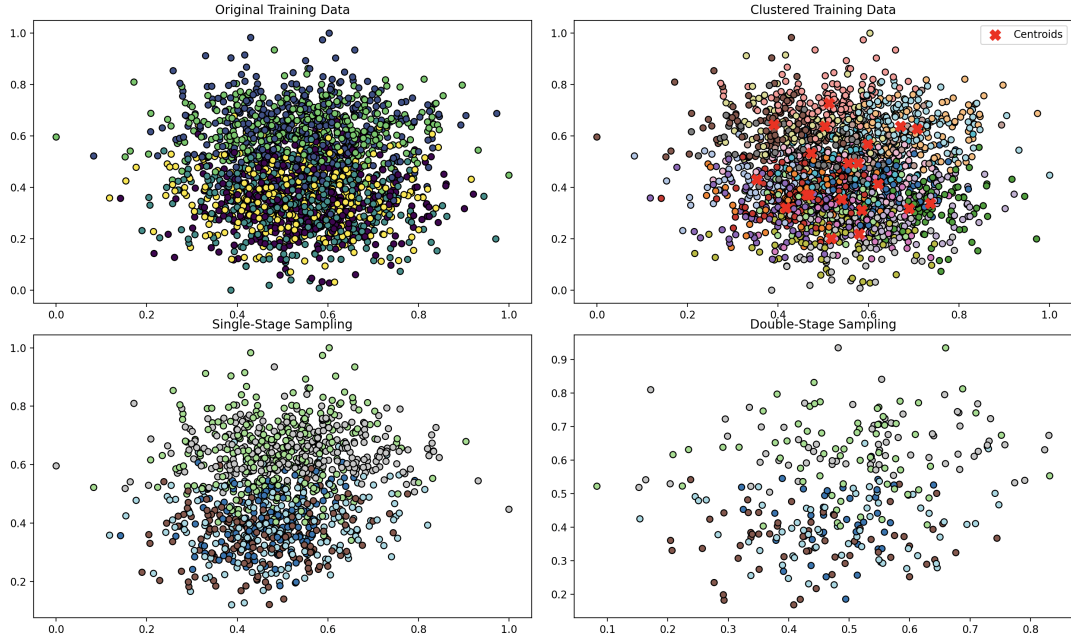 Original Training Data
Clustered Training Data
1.0
0.8
0.6
0.4
0.2
0.0
0.0 0.2 0.4 0.6 0.8 1.0
Centroids
1.0
0.8
0.6
0.4
0.2
0.0
0.0 0.2 0.4 0.6 0.8 1.0
Single-Stage Sampling
Double-Stage Sampling
1.0
0.8
0.6
0.4
0.2
0.0 0.2 0.4 0.6 0.8 1.0
0.9
0.8
0.7
0.6
0.5
0.4
0.3
0.2
0.1 0.2 0.3 0.4 0.5 0.6 0.7 0.8